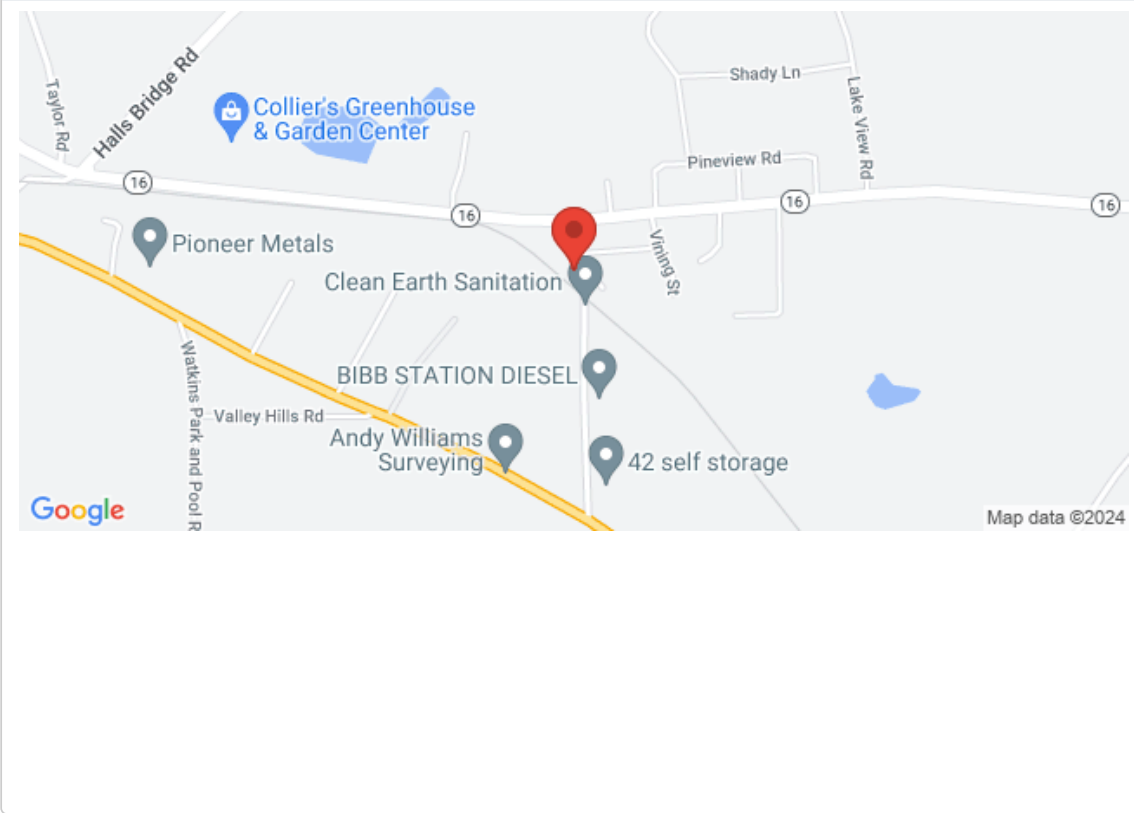 Taylor Rd
Halls Bridge Rd
Collier's Greenhouse
& Garden Center
Shady Ln
Lake View Rd
Pineview Rd
16
16
16
16
Pioneer Metals
Vining St
Clean Earth Sanitation
BIBB STATION DIESEL
Watkins Park and Pool R
Valley Hills Rd
Andy Williams
Surveying
42 self storage
Google
Map data ©2024